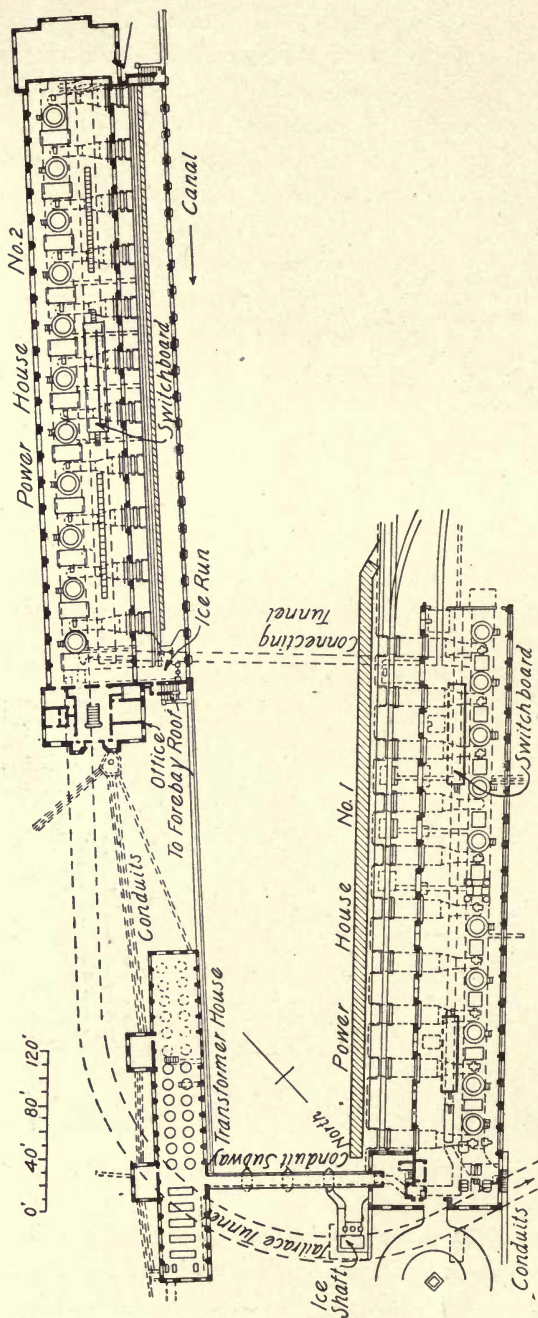 Power House No.2
Canal
Switchboard
Ice Run
Office
To Forebay Roof
Connecting
Tunnel
Conduits
0' 40' 80' 120'
Transformer House
North
Power House No.1
Conduit Subway
Tailrace Tunnel
Ice
Shaft
Switchboard
Conduits